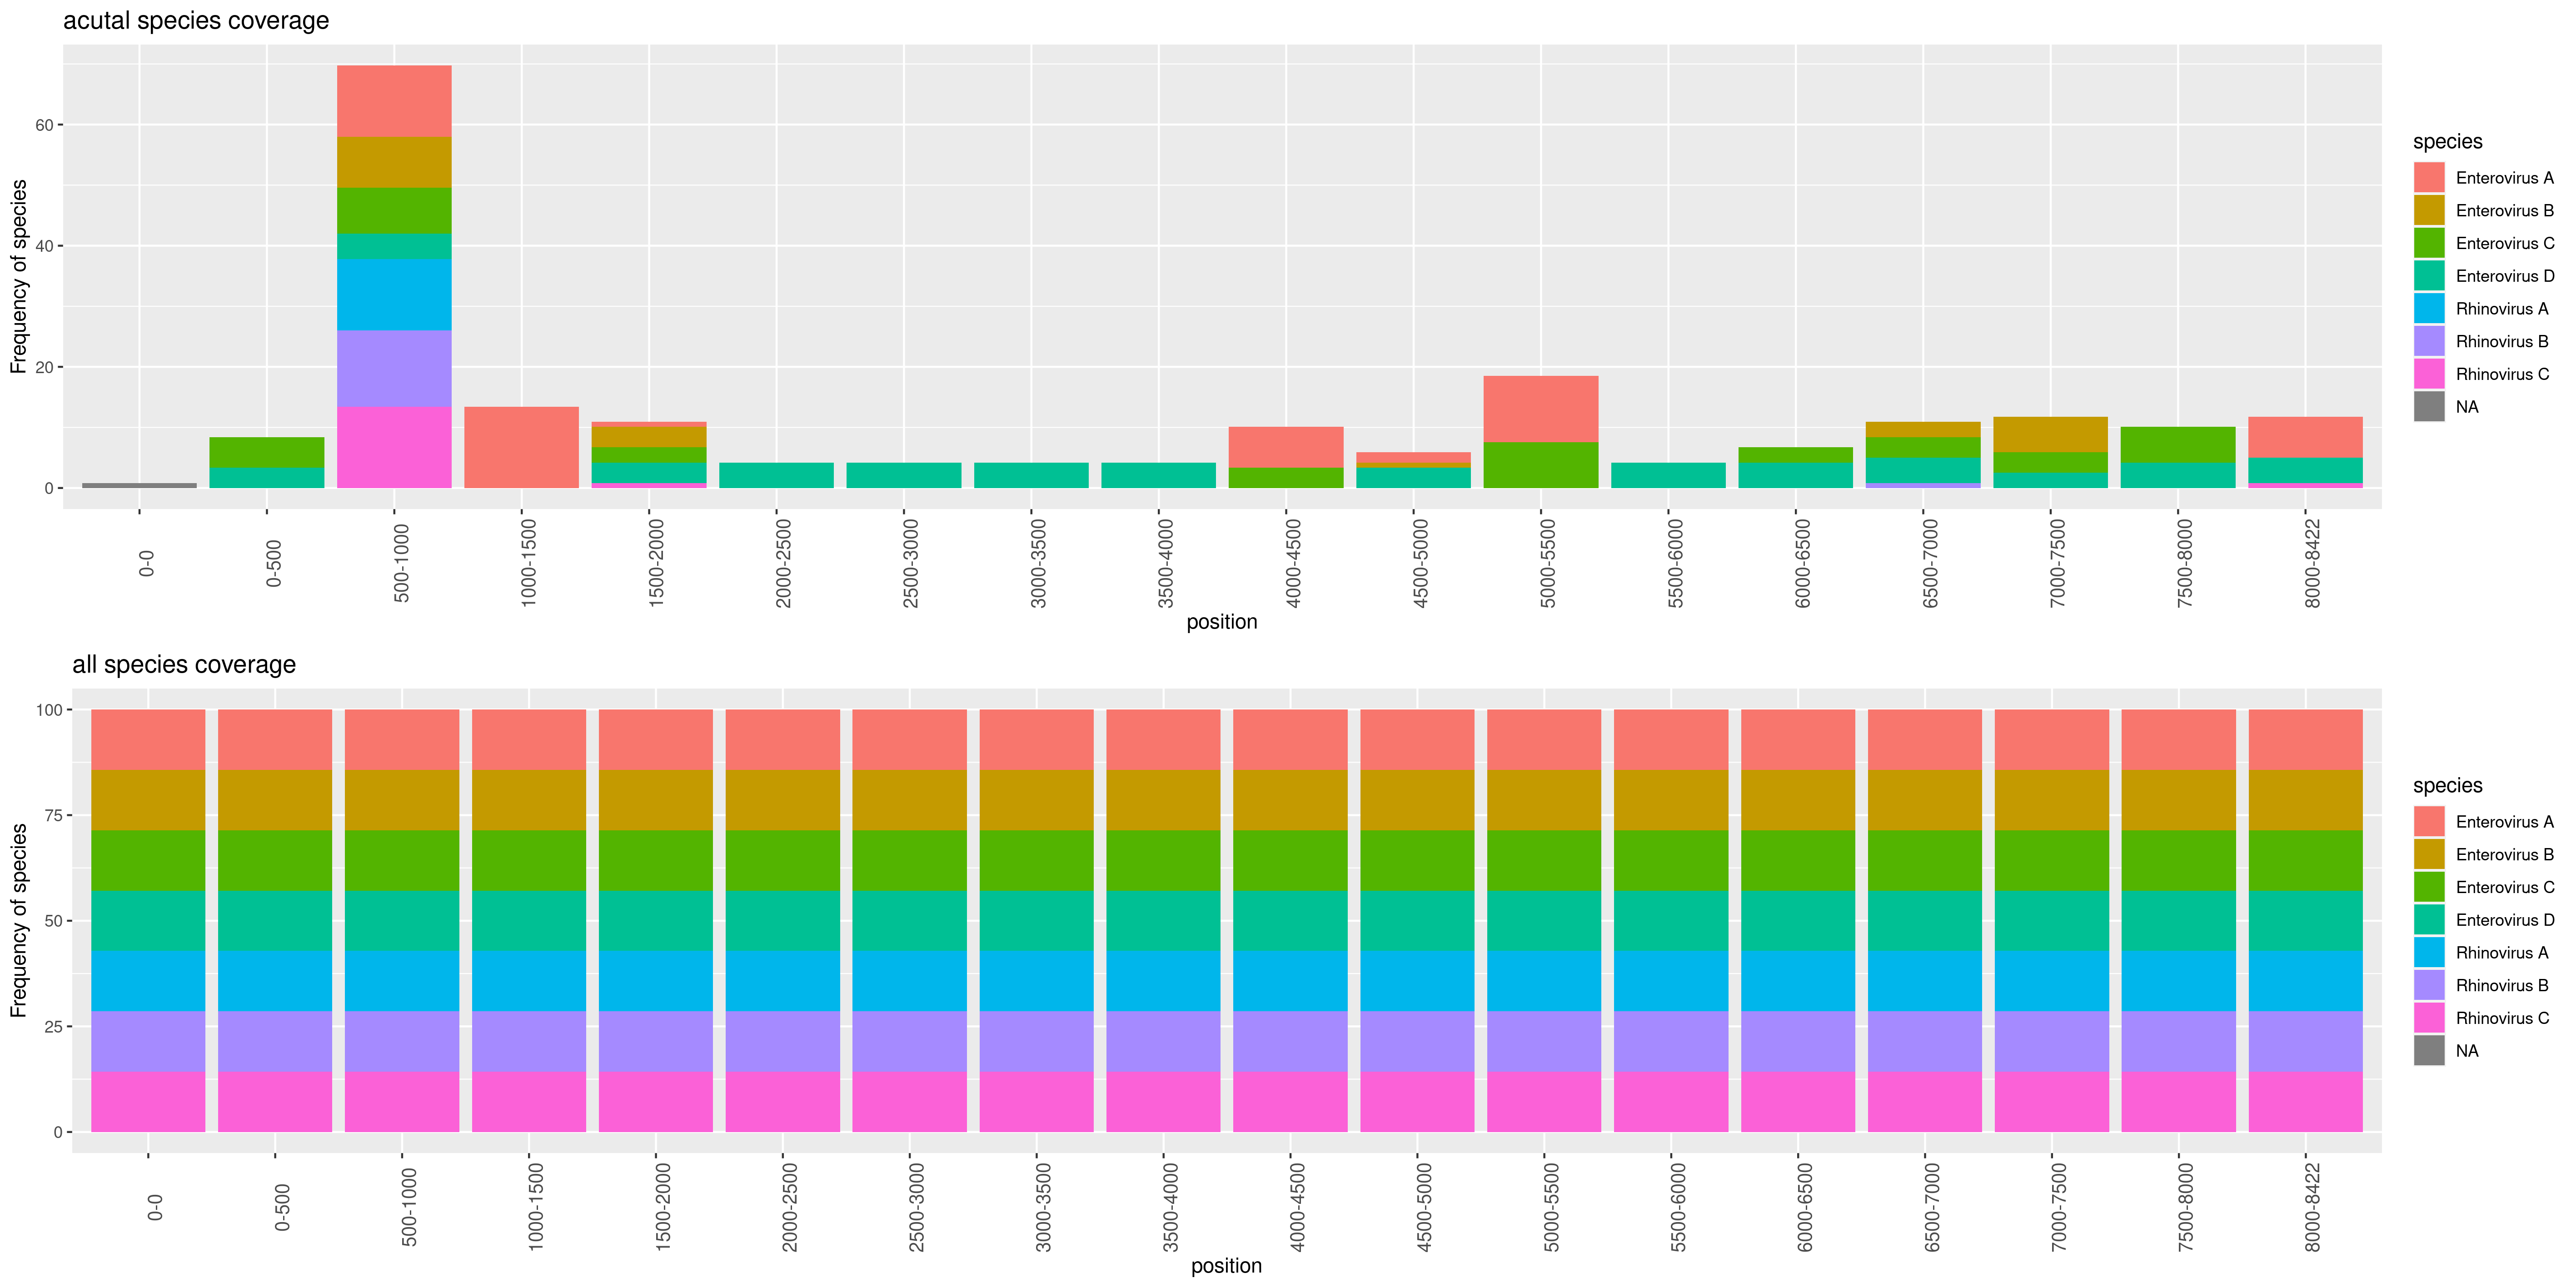 acutal species coverage
Frequency of species
60
40
20
0
0-0
0-500
500-1000
1000-1500
1500-2000
2000-2500
2500-3000
3000-3500
3500-4000
4000-4500
4500-5000
5000-5500
5500-6000
6000-6500
6500-7000
7000-7500
7500-8000
8000-8422
position
species
Enterovirus A
Enterovirus B
Enterovirus C
Enterovirus D
Rhinovirus A
Rhinovirus B
Rhinovirus C
NA
all species coverage
Frequency of species
100
75
50
25
0
0-0
0-500
500-1000
1000-1500
1500-2000
2000-2500
2500-3000
3000-3500
3500-4000
4000-4500
4500-5000
5000-5500
5500-6000
6000-6500
6500-7000
7000-7500
7500-8000
8000-8422
position
species
Enterovirus A
Enterovirus B
Enterovirus C
Enterovirus D
Rhinovirus A
Rhinovirus B
Rhinovirus C
NA